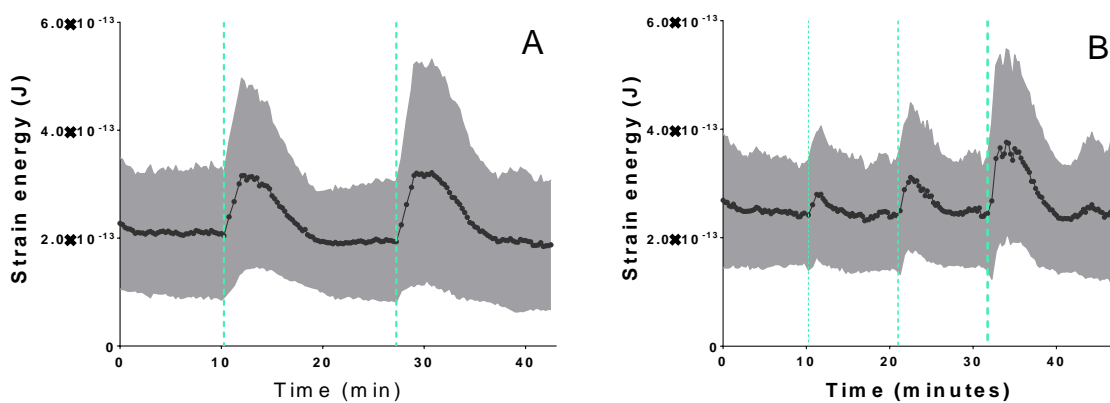 A
Strain energy (J)
6.0✖10 -13
4.0✖10 -13
2.0✖10 -13
0
0 10 20 30 40
Time (min)
B
Strain energy (J)
6.0✖10 -13
4.0✖10 -13
2.0✖10 -13
0
0 10 20 30 40
Time (minutes)